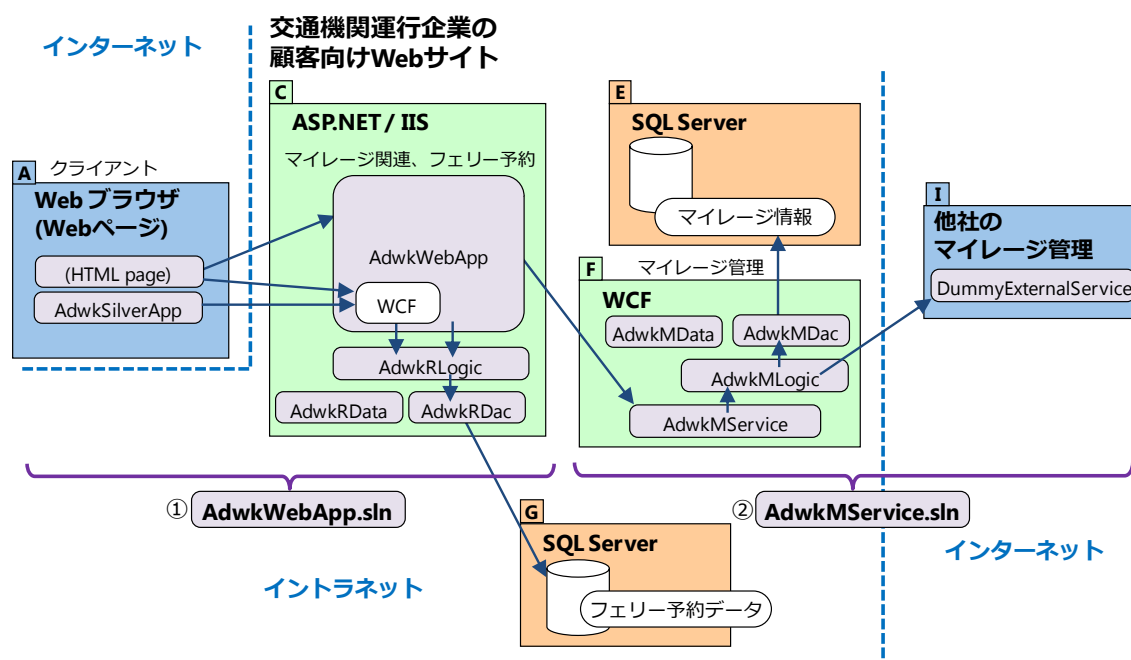 インターネット
交通機関運行企業の
顧客向けWebサイト
A
クライアント
Web ブラウザ
(Webページ)
(HTML page)
AdwkSilverApp
C
ASP.NET / IIS
マイレージ関連、フェリー予約
AdwkWebApp
WCF
AdwkRLogic
AdwkRData
AdwkRDac
E
SQL Server
マイレージ情報
F
マイレージ管理
WCF
AdwkMData
AdwkMDac
AdwkMLogic
AdwkMService
I
他社の
マイレージ管理
DummyExternalService
① AdwkWebApp.sln
② AdwkMService.sln
G
SQL Server
フェリー予約データ
イントラネット
インターネット